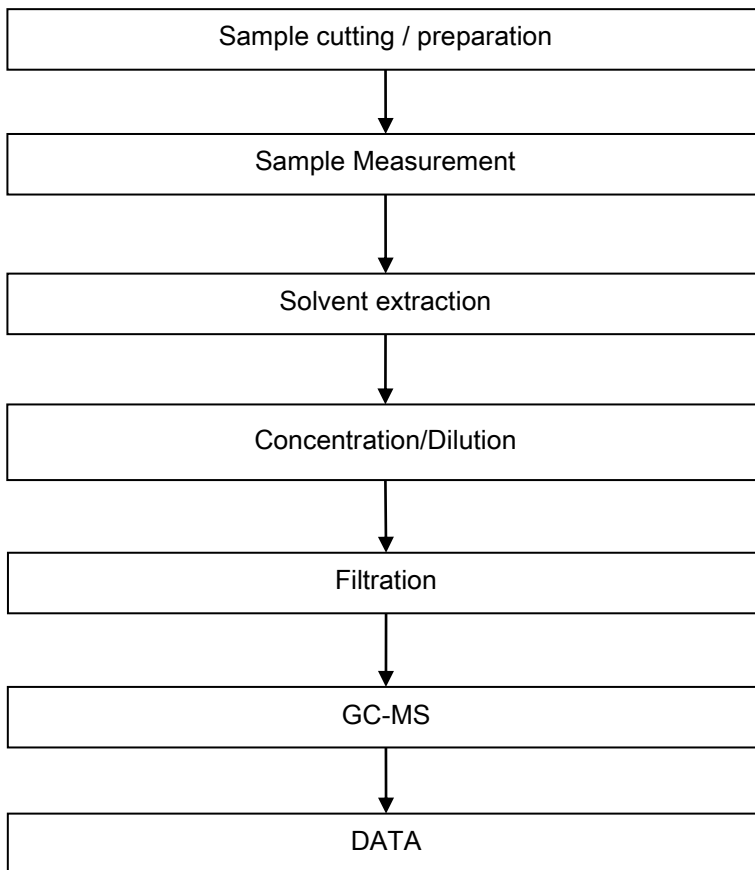 Sample cutting / preparation
Sample Measurement
Solvent extraction
Concentration/Dilution
Filtration
GC-MS
DATA